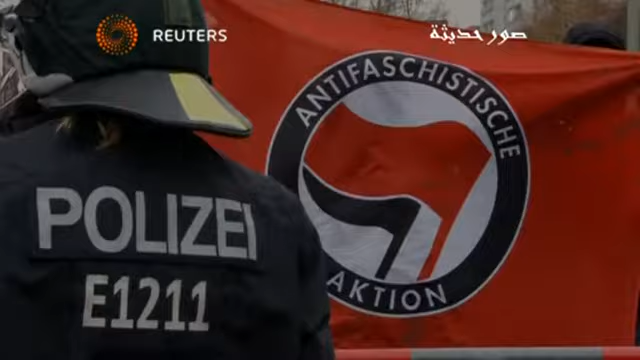 REUTERS
صور حديثة
ANTIFASCHISTISCHE
AKTION
POLIZEI
E1211